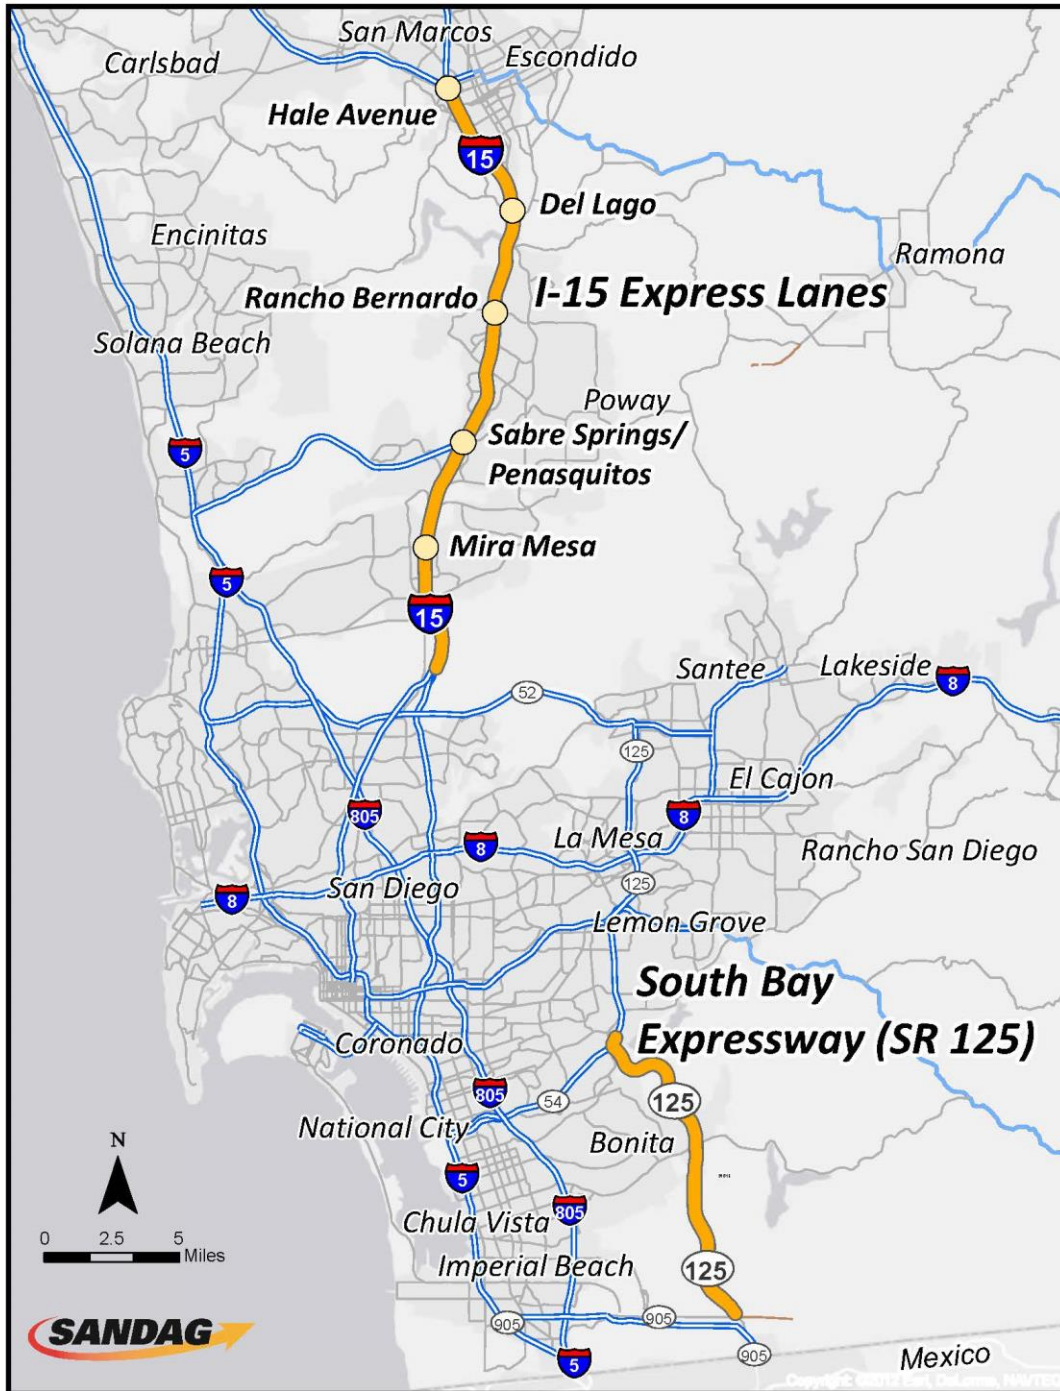 San Marcos
Escondido
Carlsbad
Hale Avenue
15
Del Lago
Encinitas
Ramona
Rancho Bernardo
I-15 Express Lanes
Solana Beach
Poway
5
Sabre Springs/
Penasquitos
Mira Mesa
5
15
Santee
Lakeside
8
52
125
El Cajon
805
8
La Mesa
8
Rancho San Diego
125
San Diego
8
Lemon Grove
South Bay
Expressway (SR 125)
Coronado
805
54
125
National City
Bonita
N
5
Chula Vista
805
0 2.5 5
Miles
Imperial Beach
125
905
905
SANDAG
905
5
Mexico